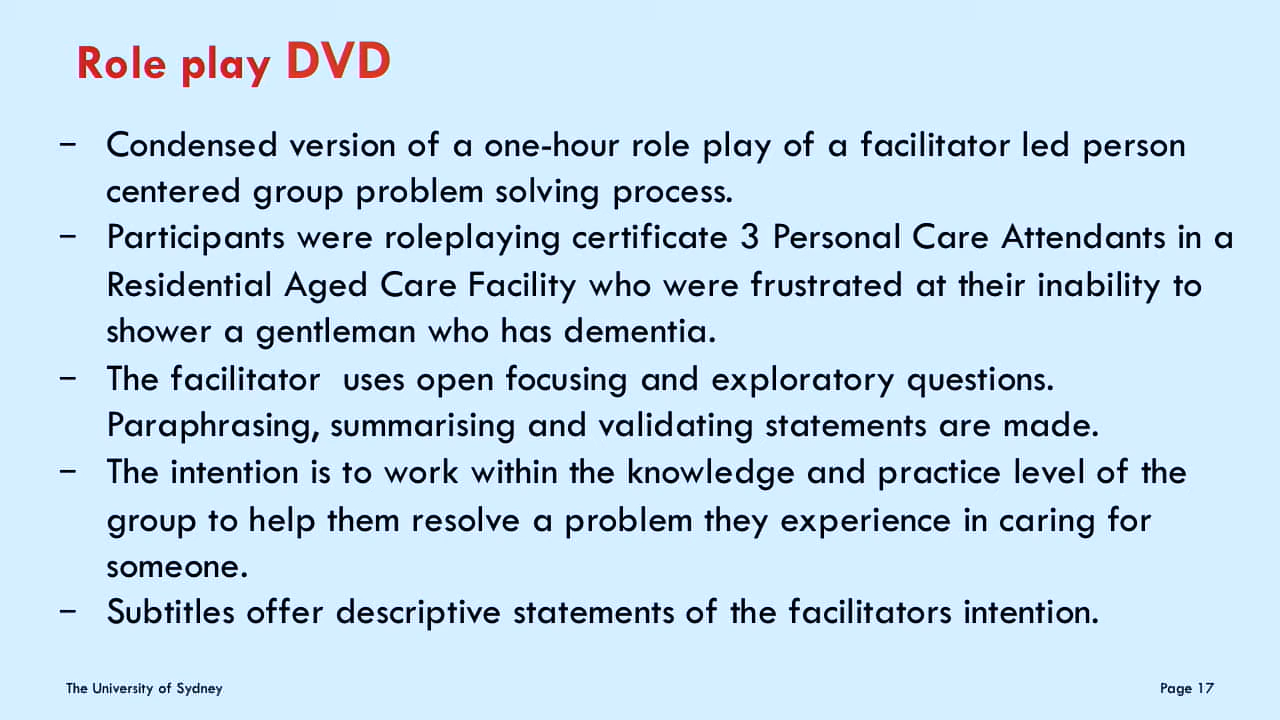 Role play DVD
– Condensed version of a one-hour role play of a facilitator led person
centered group problem solving process.
– Participants were roleplaying certificate 3 Personal Care Attendants in a
Residential Aged Care Facility who were frustrated at their inability to
shower a gentleman who has dementia.
– The facilitator  uses open focusing and exploratory questions.
Paraphrasing, summarising and validating statements are made.
– The intention is to work within the knowledge and practice level of the
group to help them resolve a problem they experience in caring for
someone.
– Subtitles offer descriptive statements of the facilitators intention.
The University of Sydney
Page 17